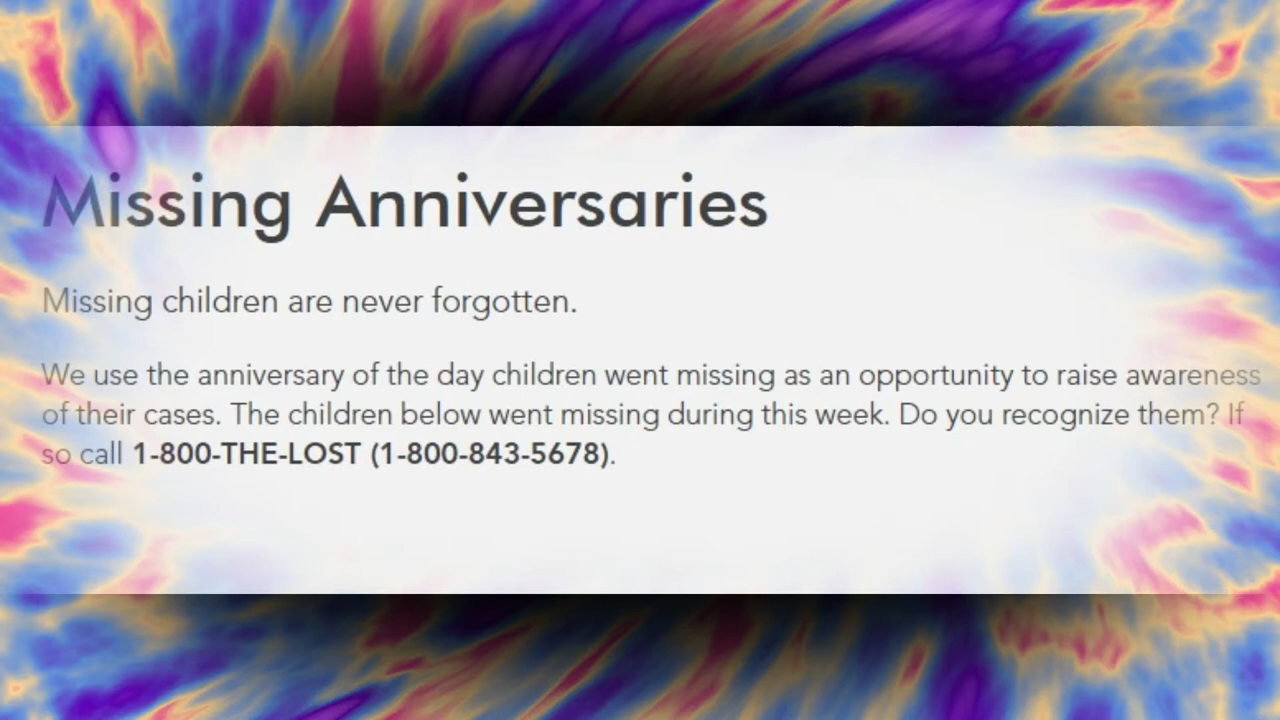 Missing Anniversaries
Missing children are never forgotten.
We use the anniversary of the day children went missing as an opportunity to raise awareness
of their cases. The children below went missing during this week. Do you recognize them? If
so call 1-800-THE-LOST (1-800-843-5678).